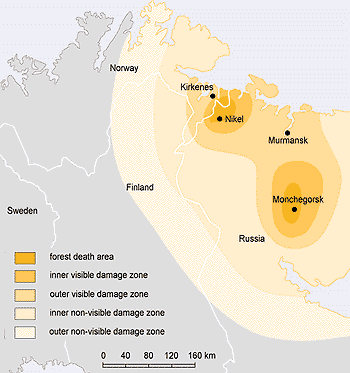 Norway
Kirkenes
Nikel
Murmansk
Finland
Monchegorsk
Sweden
Russia
forest death area
inner visible damage zone
outer visible damage zone
inner non-visible damage zone
outer non-visible damage zone
0 40 80 120 160 km